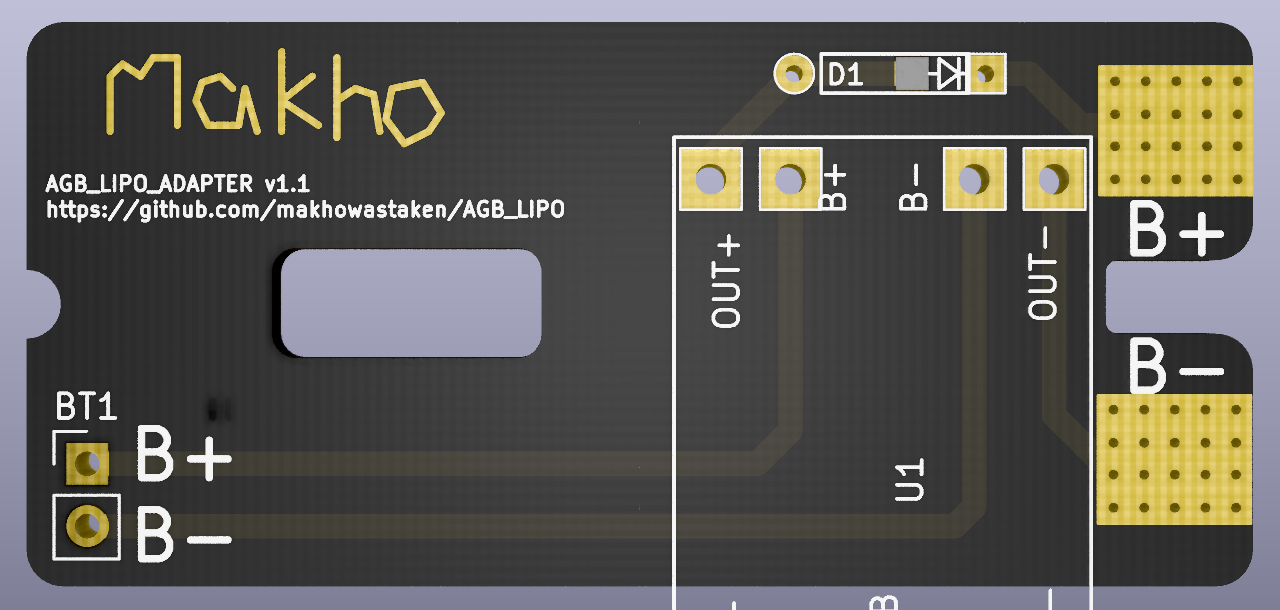 Makho
AGB_LIPO_ADAPTER v1.1
https://github.com/makhowastaken/AGB_LIPO
D1
B+
B-
OUT+
OUT-
B+
B-
BT1
B+
B-
U1